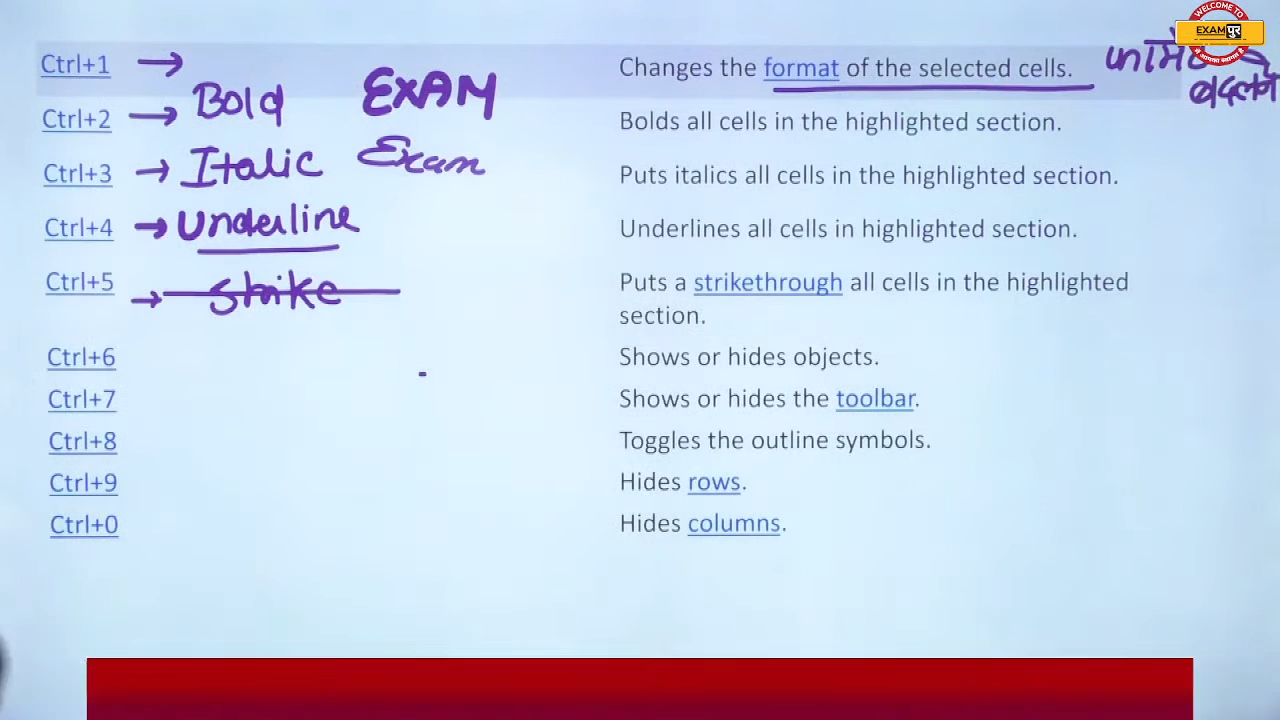 WELCOME TO
EXAM पुर
Ctrl+1 → Changes the format of the selected cells. फॉर्मेट
बदलना
Ctrl+2 → Bold EXAM Bolds all cells in the highlighted section.
Ctrl+3 → Italic Exam Puts italics all cells in the highlighted section.
Ctrl+4 → Underline Underlines all cells in highlighted section.
Ctrl+5 → Strike Puts a strikethrough all cells in the highlighted
section.
Ctrl+6 Shows or hides objects.
Ctrl+7 Shows or hides the toolbar.
Ctrl+8 Toggles the outline symbols.
Ctrl+9 Hides rows.
Ctrl+0 Hides columns.